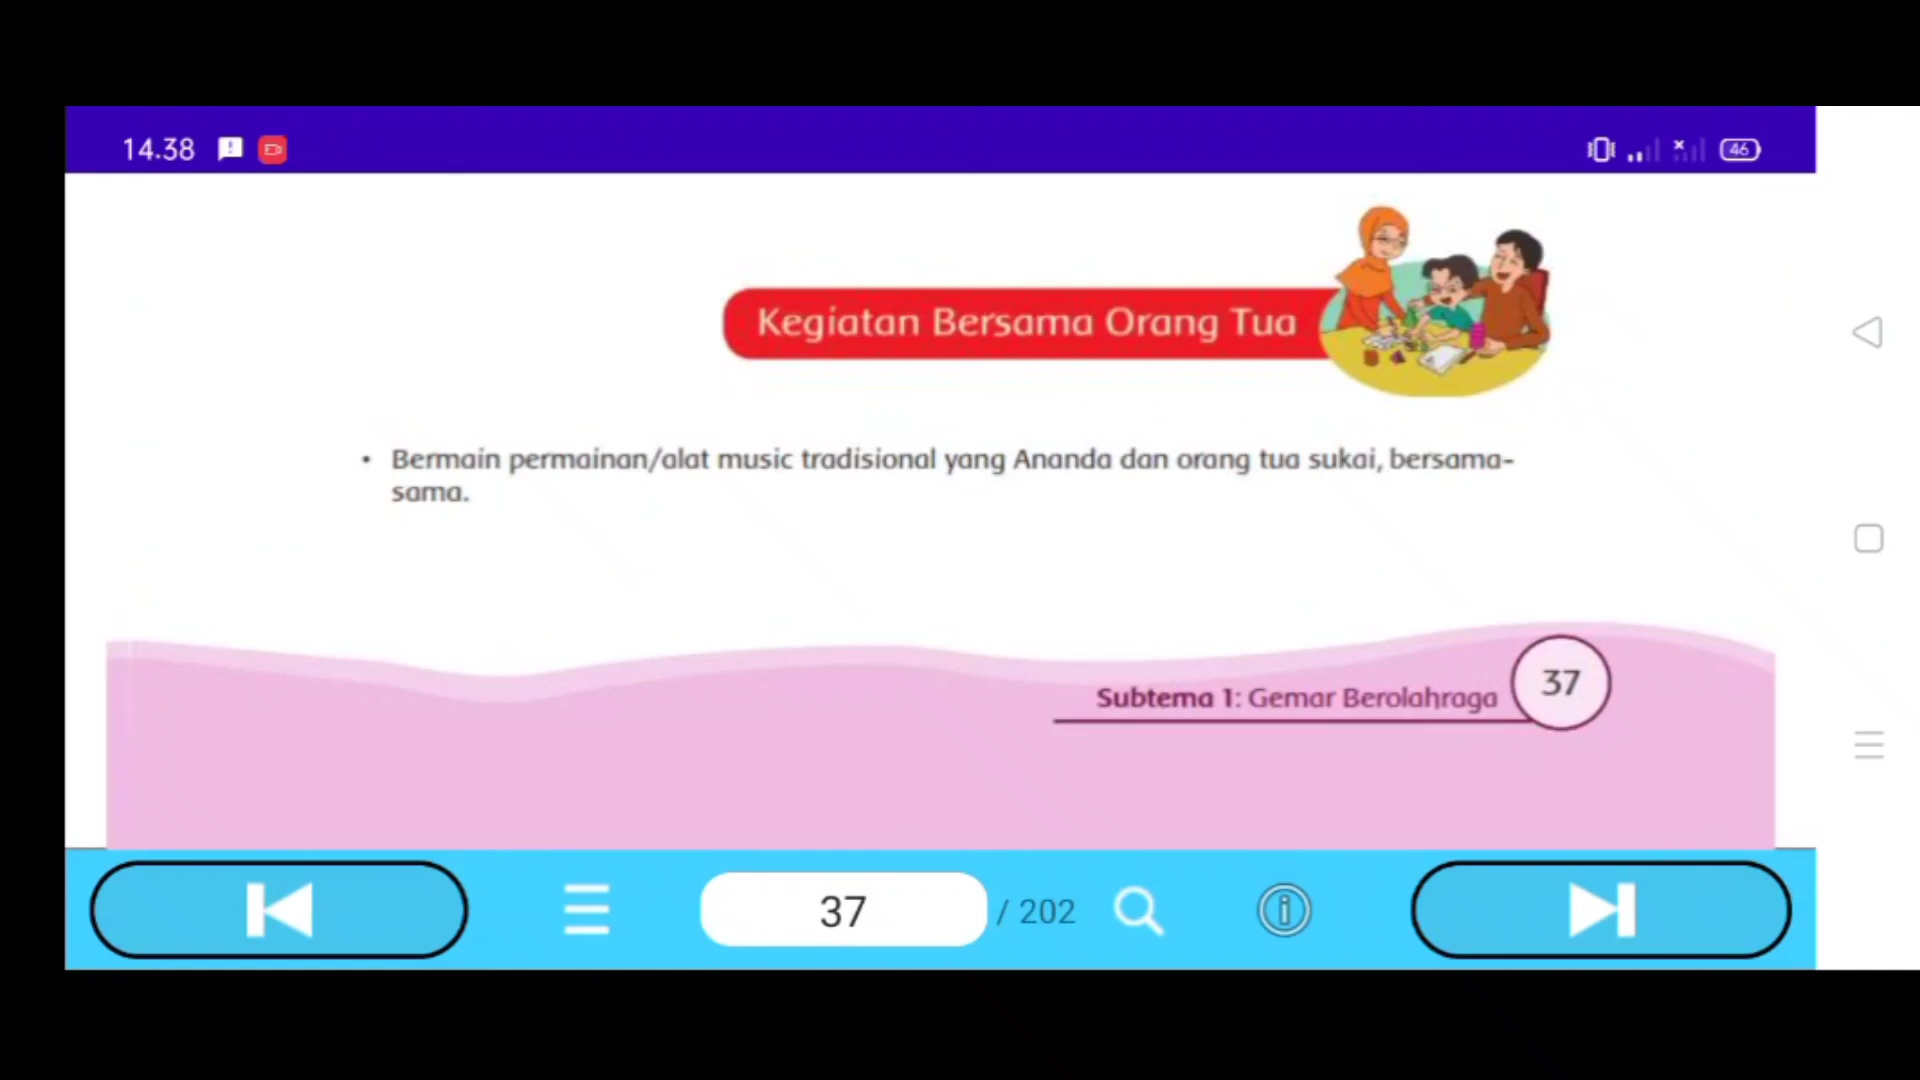 14.38
46
Kegiatan Bersama Orang Tua
• Bermain permainan/alat music tradisional yang Ananda dan orang tua sukai, bersama-
sama.
37
Subtema 1: Gemar Berolahraga
37 / 202